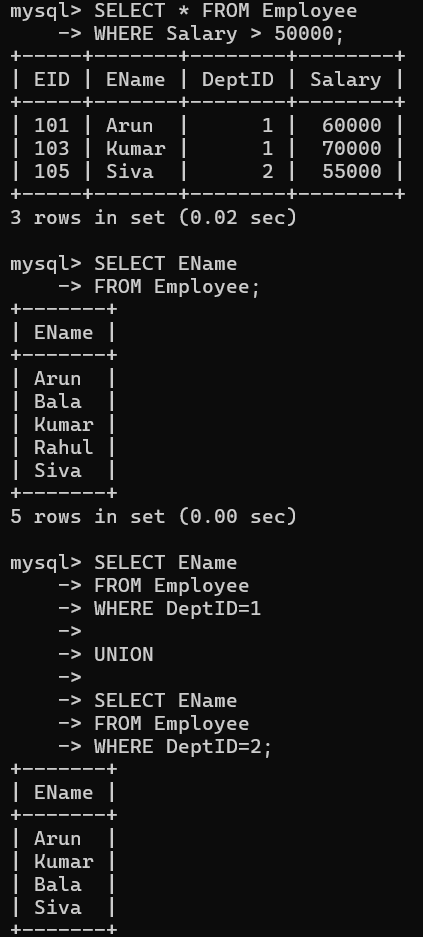 mysql> SELECT * FROM Employee
    -> WHERE Salary > 50000;
+-----+-------+--------+--------+
| EID | EName | DeptID | Salary |
+-----+-------+--------+--------+
| 101 | Arun  |      1 |  60000 |
| 103 | Kumar |      1 |  70000 |
| 105 | Siva  |      2 |  55000 |
+-----+-------+--------+--------+
3 rows in set (0.02 sec)

mysql> SELECT EName
    -> FROM Employee;
+-------+
| EName |
+-------+
| Arun  |
| Bala  |
| Kumar |
| Rahul |
| Siva  |
+-------+
5 rows in set (0.00 sec)

mysql> SELECT EName
    -> FROM Employee
    -> WHERE DeptID=1
    ->
    -> UNION
    ->
    -> SELECT EName
    -> FROM Employee
    -> WHERE DeptID=2;
+-------+
| EName |
+-------+
| Arun  |
| Kumar |
| Bala  |
| Siva  |
+-------+